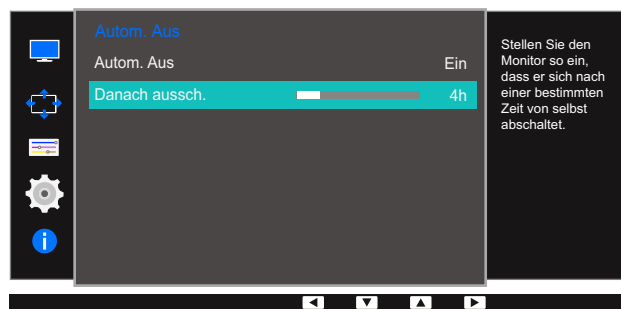 Autom. Aus
Autom. Aus Ein
Danach aussch. 4h
Stellen Sie den
Monitor so ein,
dass er sich nach
einer bestimmten
Zeit von selbst
abschaltet.